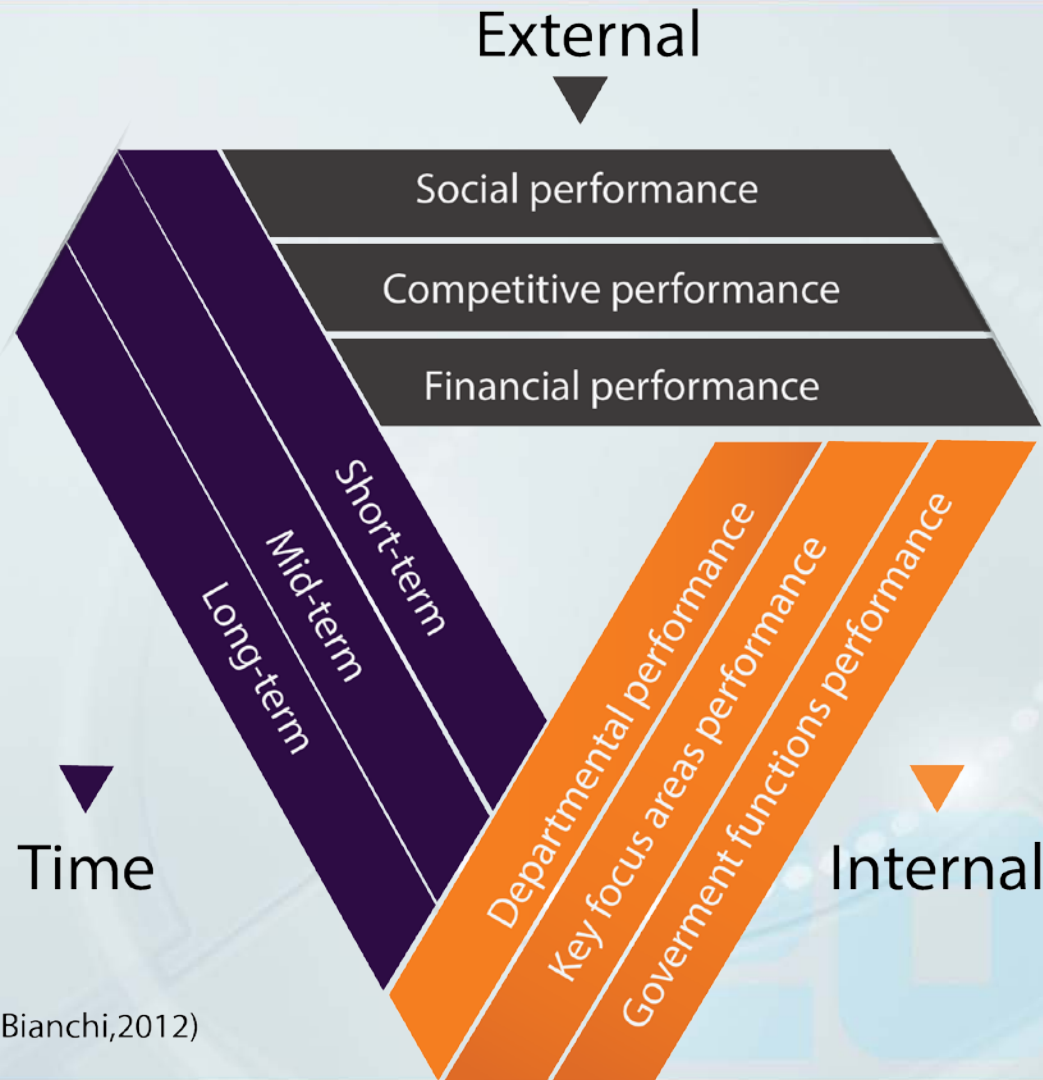 External
Social performance
Competitive performance
Financial performance
Short-term
Mid-term
Long-term
Departmental performance
Key focus areas performance
Goverment functions performance
Time
Internal
Bianchi,2012)